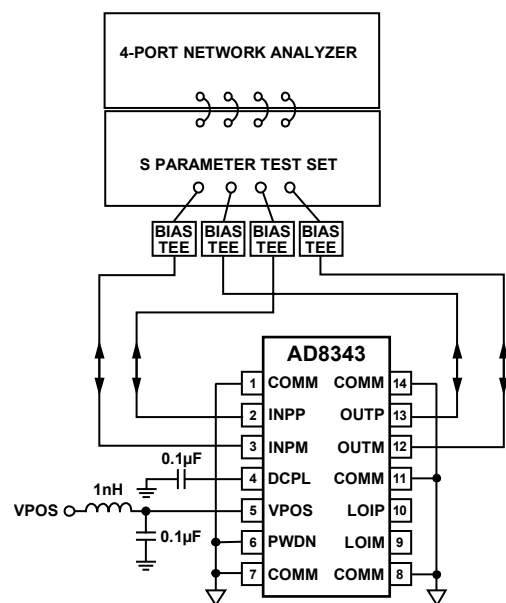 4-PORT NETWORK ANALYZER
S PARAMETER TEST SET
BIAS TEE
BIAS TEE
BIAS TEE
BIAS TEE
AD8343
1 COMM COMM 14
2 INPP OUTP 13
3 INPM OUTM 12
0.1µF
4 DCPL COMM 11
1nH
VPOS
5 VPOS LOIP 10
0.1µF
6 PWDN LOIM 9
7 COMM COMM 8